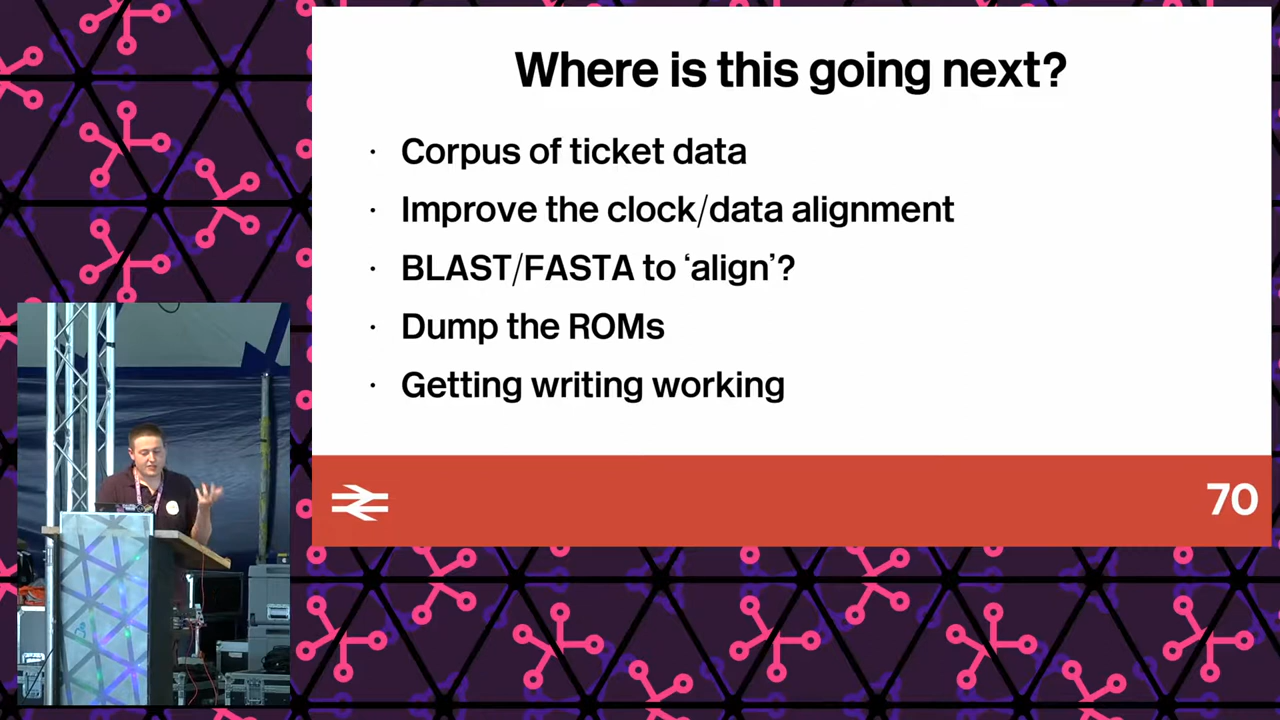 Where is this going next?
· Corpus of ticket data
· Improve the clock/data alignment
· BLAST/FASTA to ‘align’?
· Dump the ROMs
· Getting writing working
70